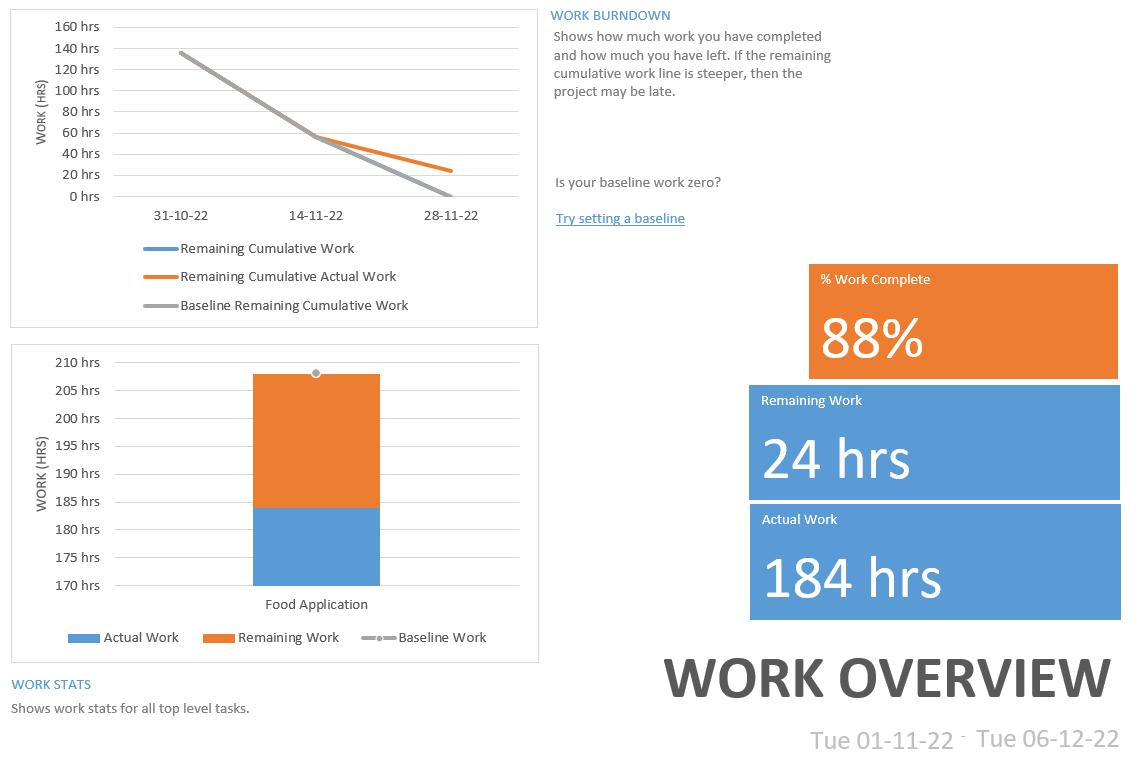 160 hrs
140 hrs
120 hrs
100 hrs
80 hrs
60 hrs
40 hrs
20 hrs
0 hrs
WORK (HRS)
31-10-22 14-11-22 28-11-22
Remaining Cumulative Work
Remaining Cumulative Actual Work
Baseline Remaining Cumulative Work
WORK BURNDOWN
Shows how much work you have completed
and how much you have left. If the remaining
cumulative work line is steeper, then the
project may be late.
Is your baseline work zero?
Try setting a baseline
% Work Complete
88%
Remaining Work
24 hrs
Actual Work
184 hrs
210 hrs
205 hrs
200 hrs
195 hrs
190 hrs
185 hrs
180 hrs
175 hrs
170 hrs
WORK (HRS)
Food Application
Actual Work Remaining Work Baseline Work
WORK STATS
Shows work stats for all top level tasks.
WORK OVERVIEW
Tue 01-11-22 - Tue 06-12-22